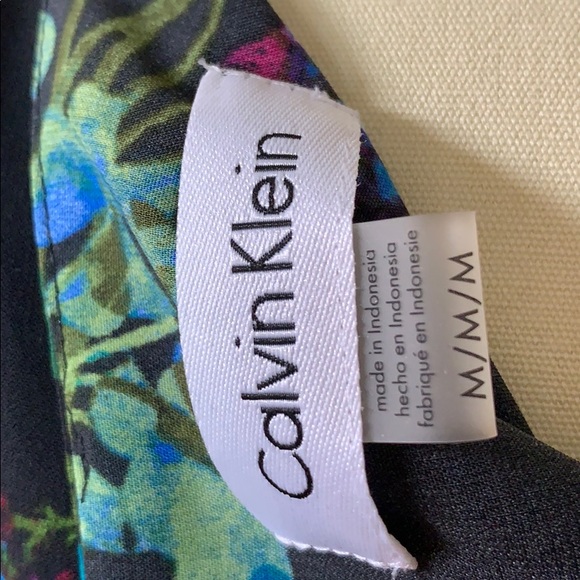 Calvin Klein
made in Indonesia
hecho en Indonesia
fabriqué en Indonesie
M/M/M